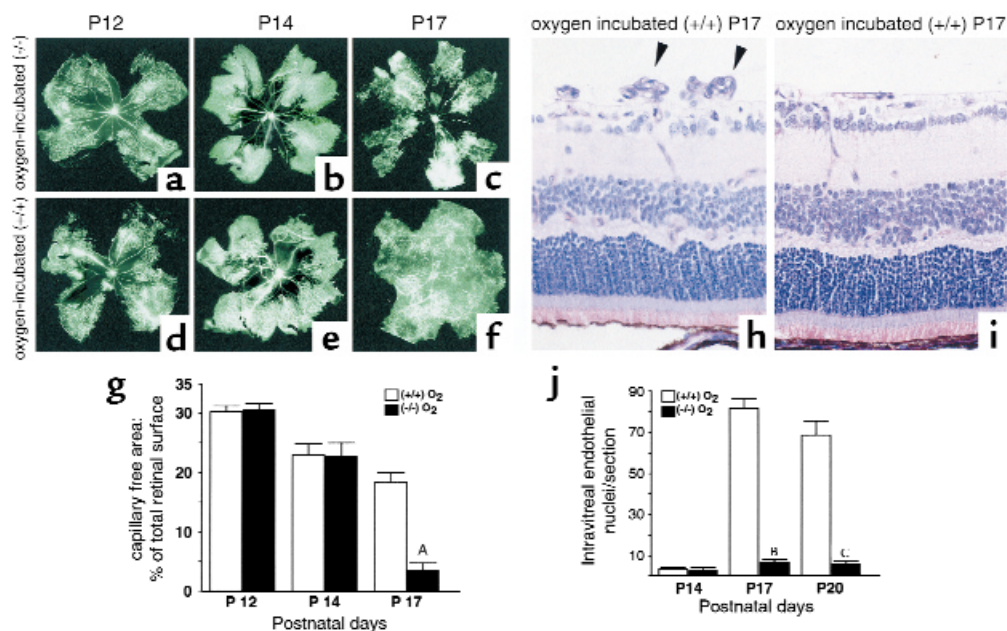 P12 P14 P17
oxygen-incubated (-/-)
a b c
oxygen-incubated (+/+)
d e f
oxygen incubated (+/+) P17
oxygen incubated (+/+) P17
h i
g
(+/+) O2
(-/-) O2
capillary free area:
% of total retinal surface
35
30
20
10
0
A
P 12 P 14 P 17
Postnatal days
j
(+/+) O2
(-/-) O2
Intravitreal endothelial
nuclei/section
90
70
50
30
10
B C
P14 P17 P20
Postnatal days